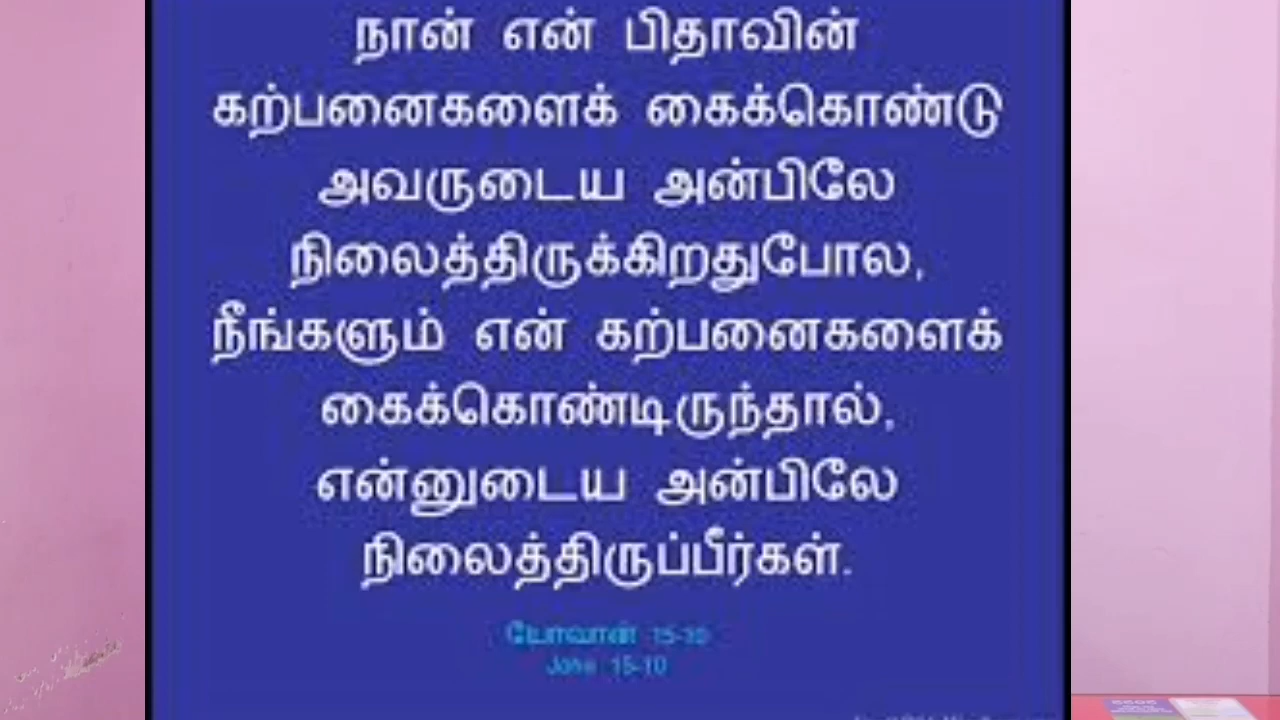 நான் என் பிதாவின்
கற்பனைகளைக் கைக்கொண்டு
அவருடைய அன்பிலே
நிலைத்திருக்கிறதுபோல,
நீங்களும் என் கற்பனைகளைக்
கைக்கொண்டிருந்தால்,
என்னுடைய அன்பிலே
நிலைத்திருப்பீர்கள்.
யோவான் 15-10
John 15-10